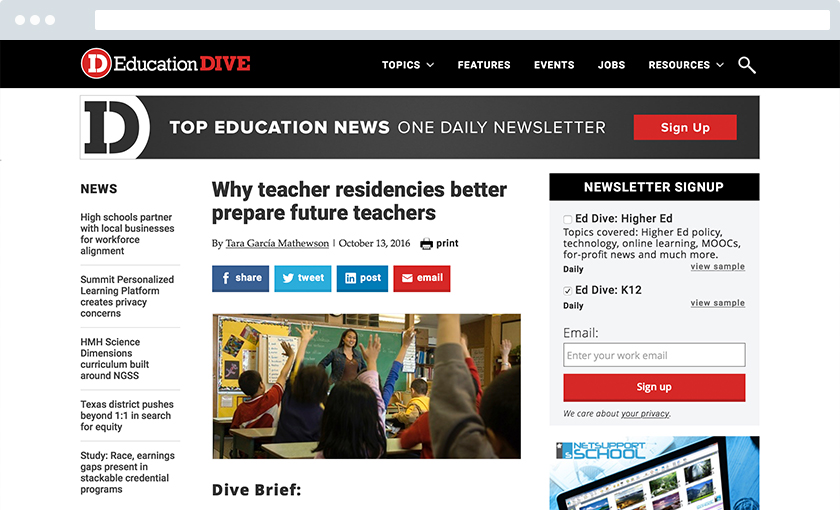 D Education DIVE
TOPICS
FEATURES
EVENTS
JOBS
RESOURCES
D TOP EDUCATION NEWS ONE DAILY NEWSLETTER
Sign Up
NEWS
High schools partner
with local businesses
for workforce
alignment
Summit Personalized
Learning Platform
creates privacy
concerns
HMH Science
Dimensions
curriculum built
around NGSS
Texas district pushes
beyond 1:1 in search
for equity
Study: Race, earnings
gaps present in
stackable credential
programs
Why teacher residencies better
prepare future teachers
By Tara García Mathewson | October 13, 2016 print
share
tweet
post
email
Dive Brief:
NEWSLETTER SIGNUP
Ed Dive: Higher Ed
Topics covered: Higher Ed policy,
technology, online learning, MOOCs,
for-profit news and much more.
Daily
view sample
Ed Dive: K12
Daily
view sample
Email:
Enter your work email
Sign up
We care about your privacy.
NETSUPPORT
SCHOOL